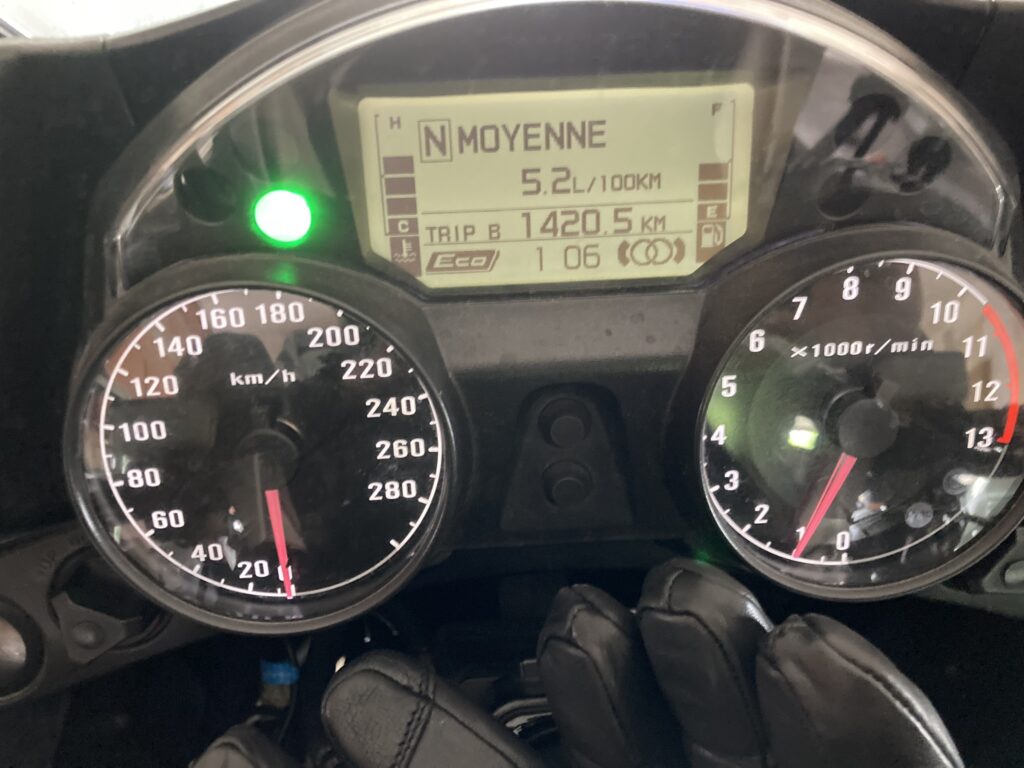 H
F
N MOYENNE
5.2L/100KM
C
E
TRIP B 1420.5 KM
Eco 1 06
160 180
140 200
120 220
km/h
100 240
80 260
60 280
40
20 0
8 9
7 10
6 ×1000r/min 11
5 12
4 13
3
2
1 0